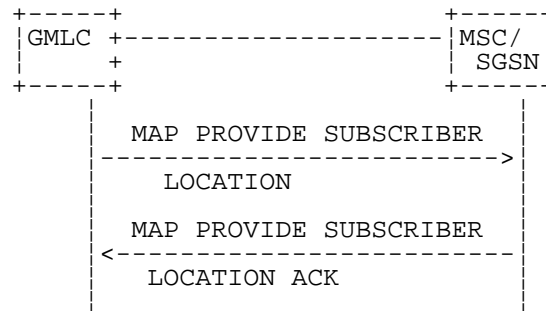 GMLC MSC/
SGSN
MAP PROVIDE SUBSCRIBER
LOCATION
MAP PROVIDE SUBSCRIBER
LOCATION ACK